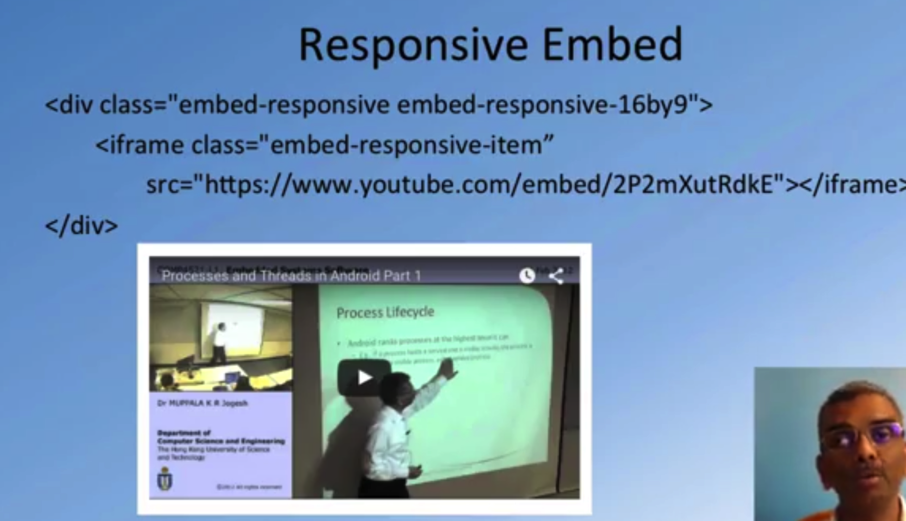 Responsive Embed
<div class="embed-responsive embed-responsive-16by9">
<iframe class="embed-responsive-item”
src="https://www.youtube.com/embed/2P2mXutRdkE"></iframe>
</div>
Processes and Threads in Android Part 1
Process Lifecycle
• Android ranks processes at the highest level it can
Dr MUPPALA K R Jogesh
Department of
Computer Science and Engineering
The Hong Kong University of Science
and Technology
All rights reserved